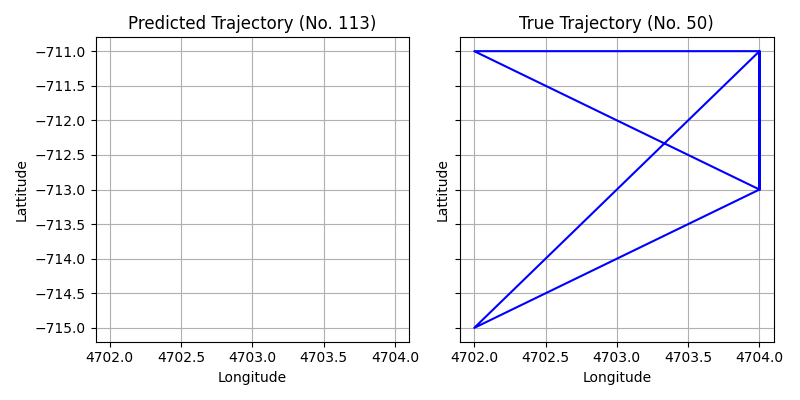 Predicted Trajectory (No. 113)
−711.0
−711.5
−712.0
−712.5
−713.0
−713.5
−714.0
−714.5
−715.0
Lattitude
4702.0 4702.5 4703.0 4703.5 4704.0
Longitude
True Trajectory (No. 50)
Lattitude
4702.0 4702.5 4703.0 4703.5 4704.0
Longitude